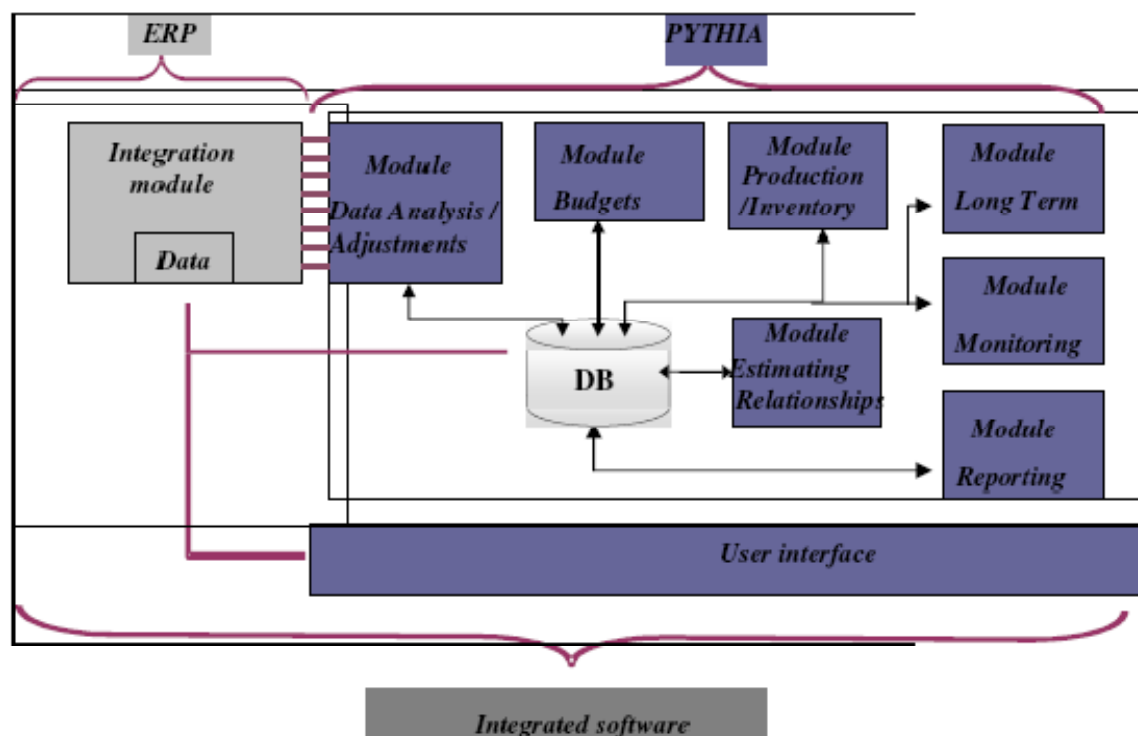 ERP
PYTHIA
Integration
module
Data
Module
Data Analysis /
Adjustments
Module
Budgets
Module
Production
/Inventory
Module
Long Term
Module
Monitoring
DB
Module
Estimating
Relationships
Module
Reporting
User interface
Integrated software